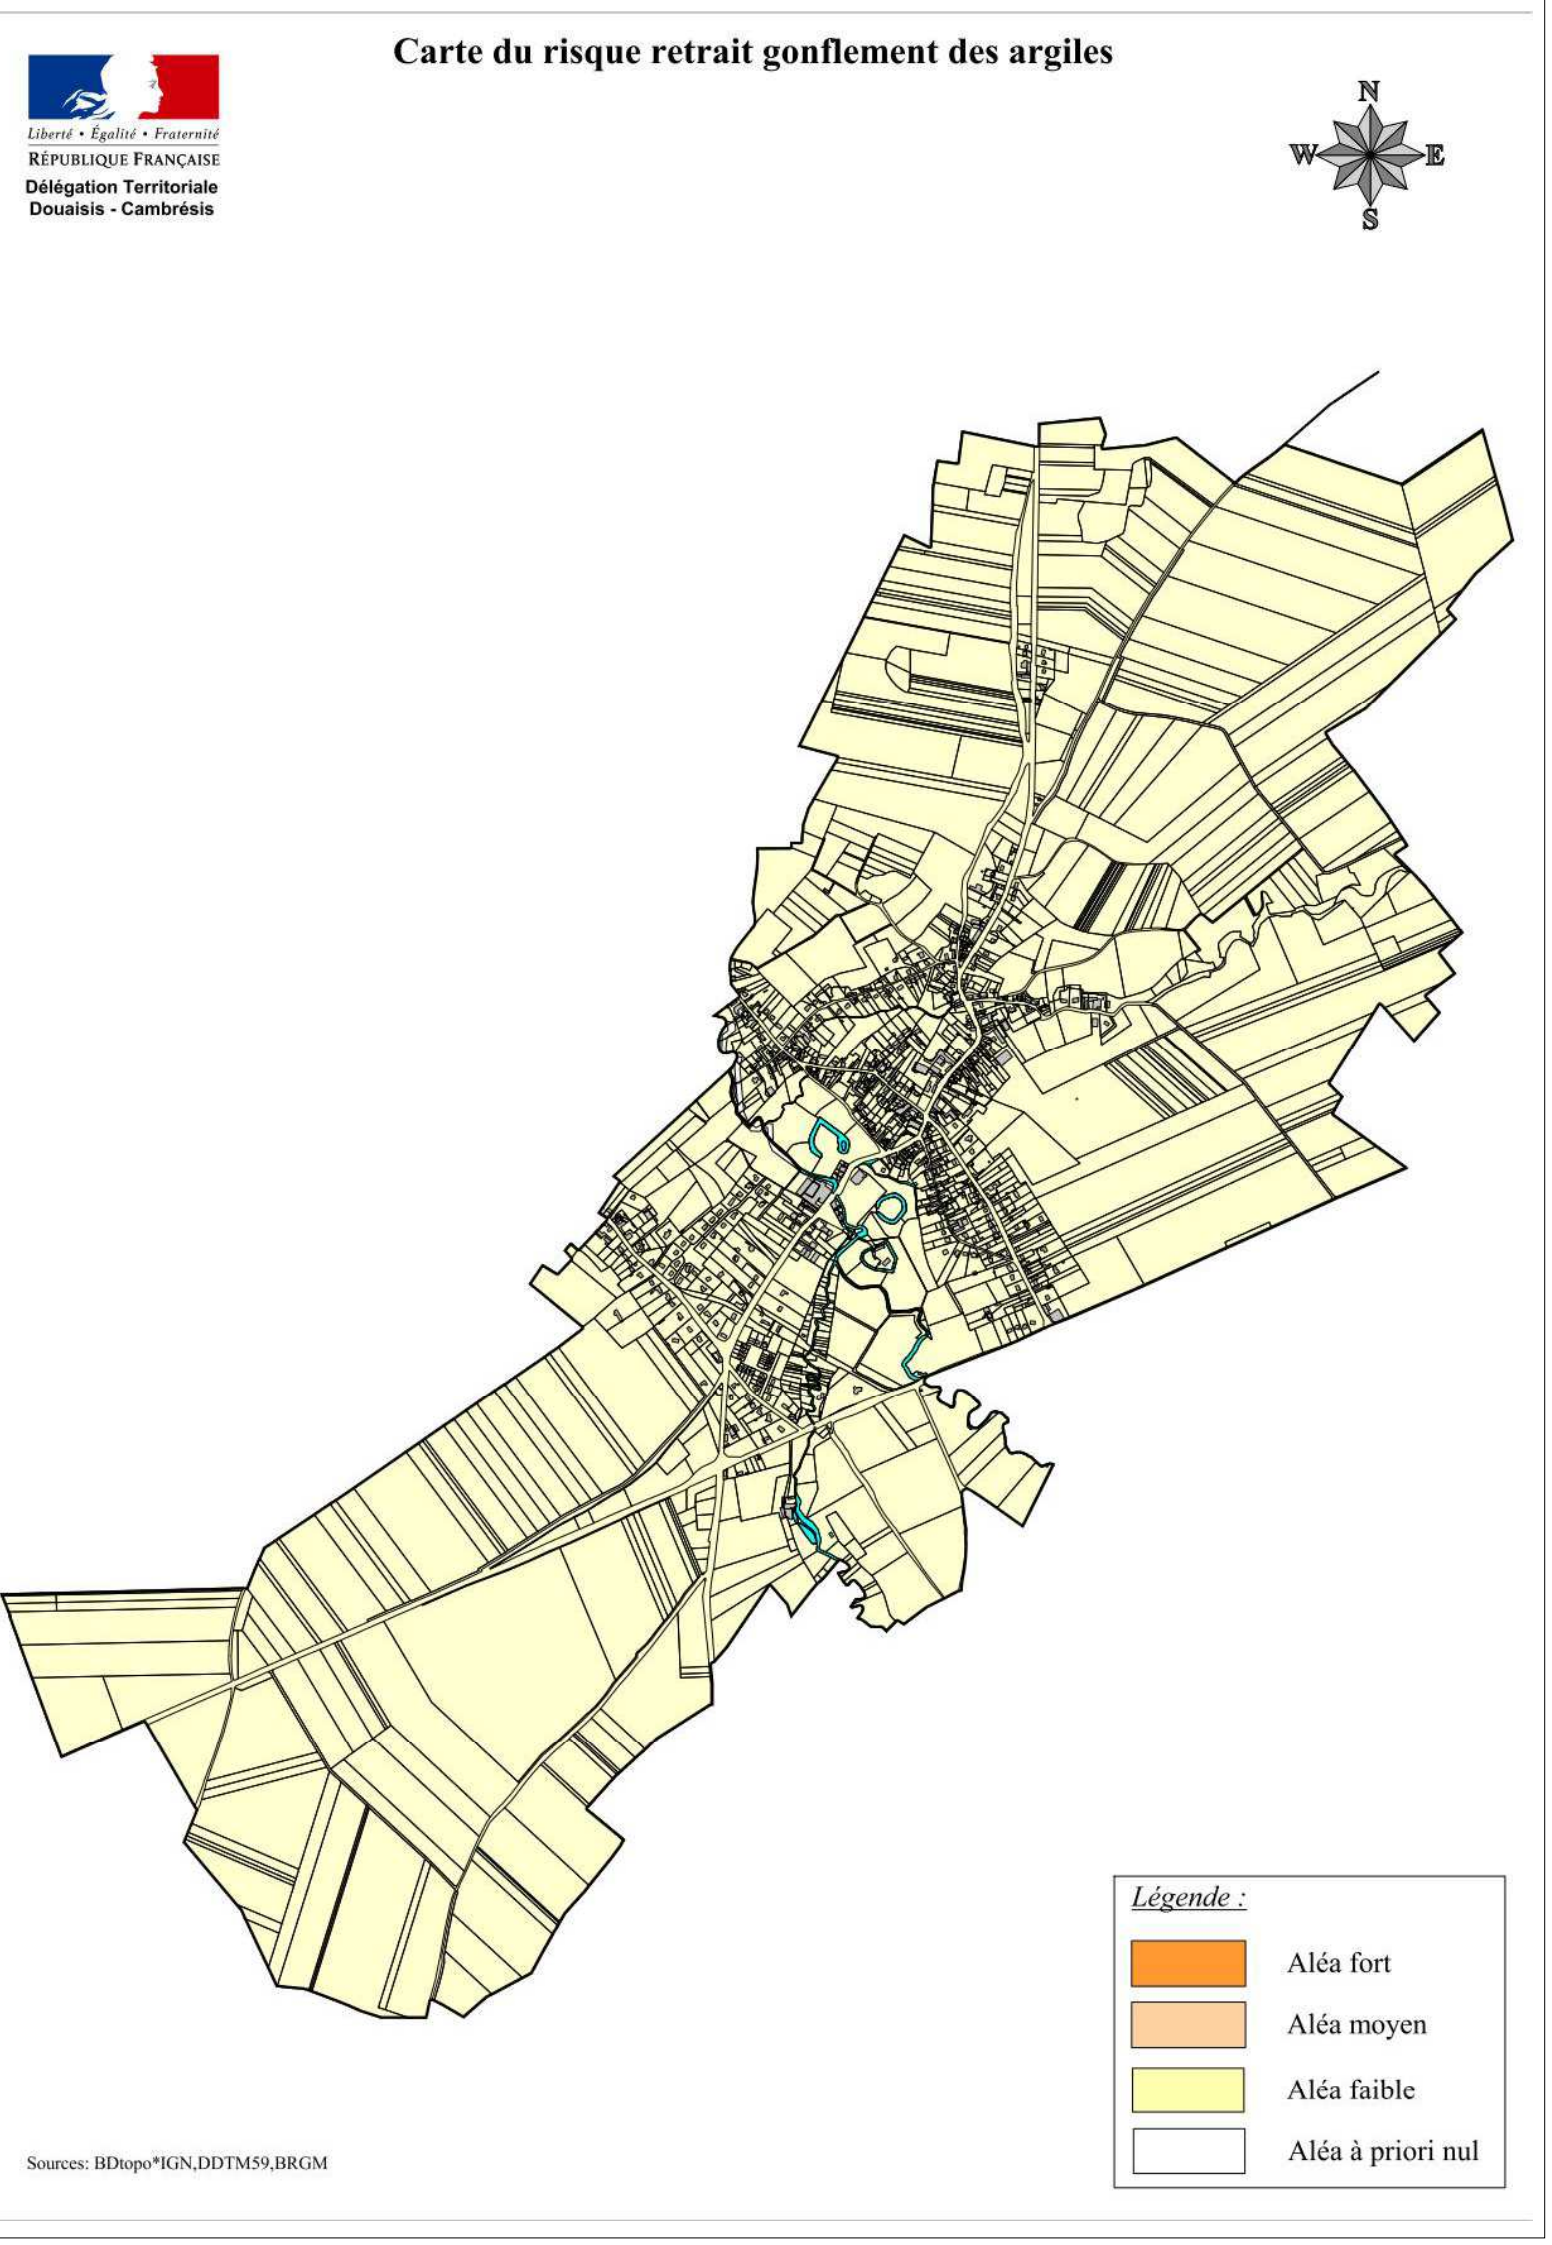 Carte du risque retrait gonflement des argiles
Liberté • Égalité • Fraternité
RÉPUBLIQUE FRANÇAISE
Délégation Territoriale
Douaisis - Cambrésis
N
W
E
S
Légende :
Aléa fort
Aléa moyen
Aléa faible
Aléa à priori nul
Sources: BDtopo*IGN,DDTM59,BRGM